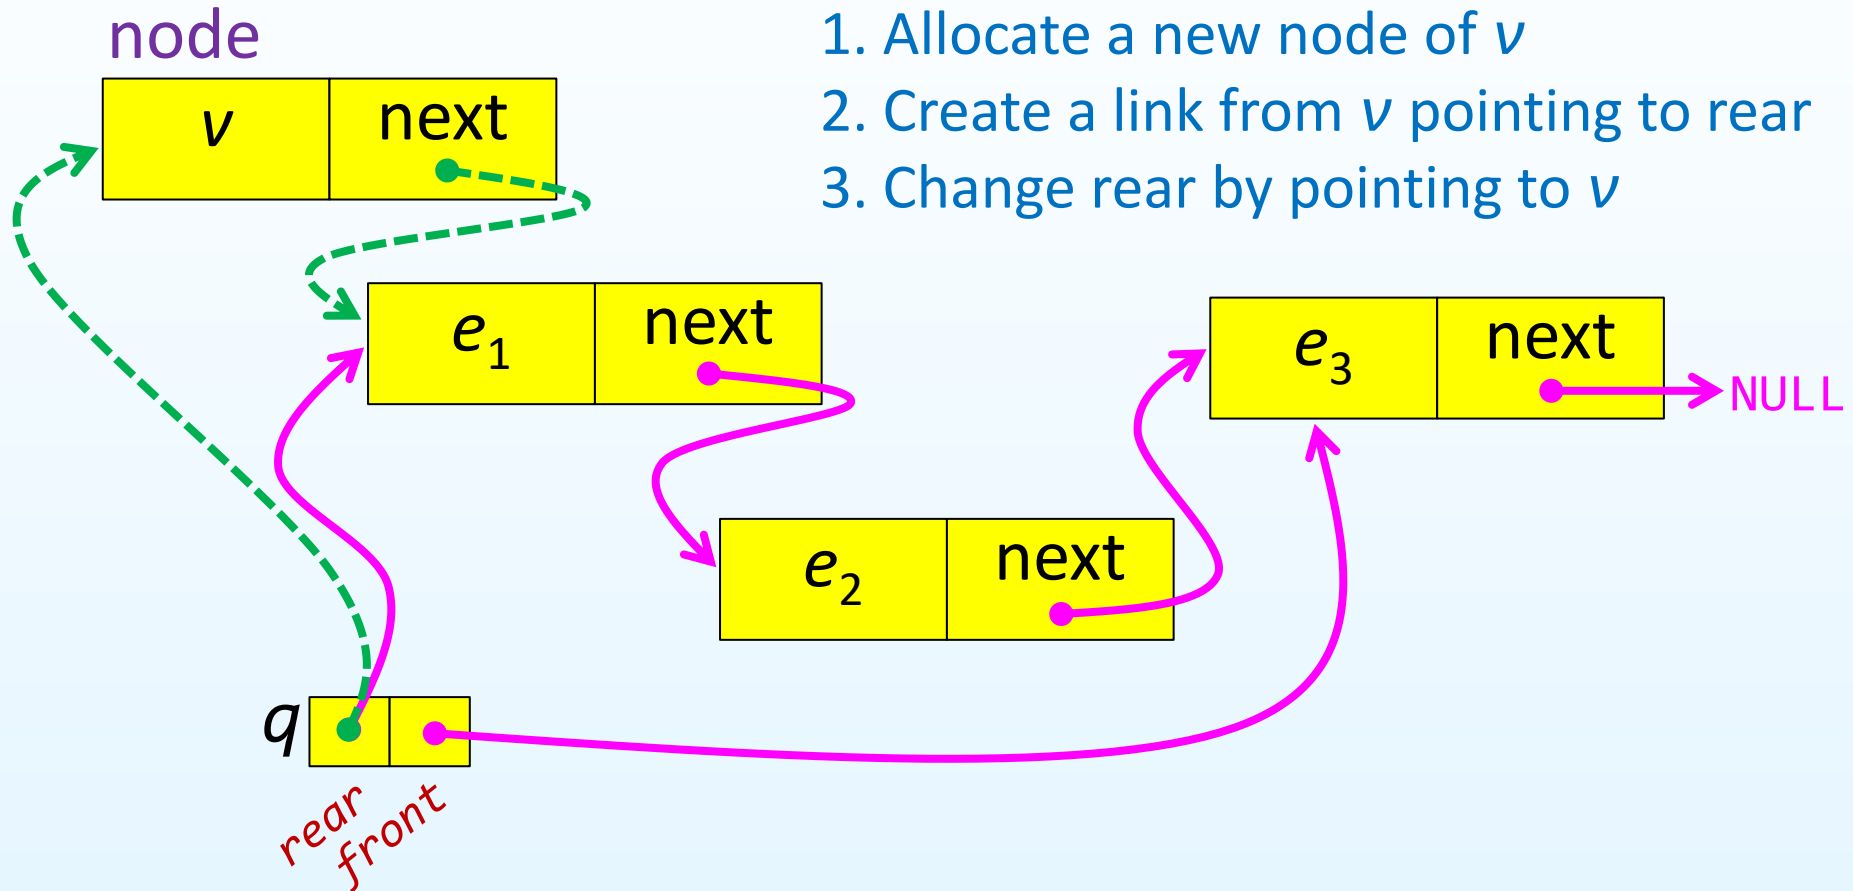 node
1. Allocate a new node of v
2. Create a link from v pointing to rear
3. Change rear by pointing to v
v next
e1 next
e3 next
NULL
e2 next
q
rear
front